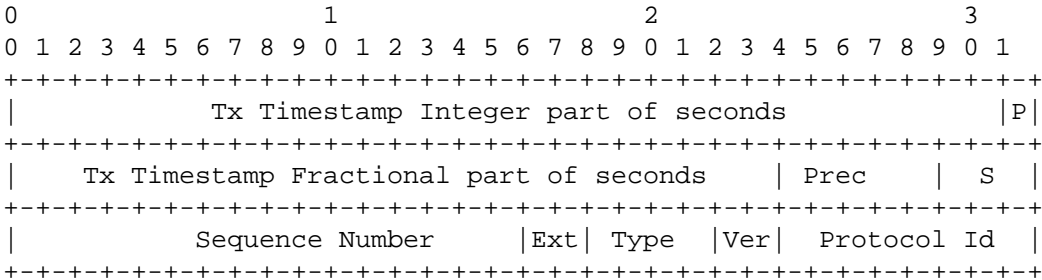 0                   1                   2                   3
0 1 2 3 4 5 6 7 8 9 0 1 2 3 4 5 6 7 8 9 0 1 2 3 4 5 6 7 8 9 0 1
+-+-+-+-+-+-+-+-+-+-+-+-+-+-+-+-+-+-+-+-+-+-+-+-+-+-+-+-+-+-+-+-+
|            Tx Timestamp Integer part of seconds             |P|
+-+-+-+-+-+-+-+-+-+-+-+-+-+-+-+-+-+-+-+-+-+-+-+-+-+-+-+-+-+-+-+-+
|    Tx Timestamp Fractional part of seconds    | Prec    |  S  |
+-+-+-+-+-+-+-+-+-+-+-+-+-+-+-+-+-+-+-+-+-+-+-+-+-+-+-+-+-+-+-+-+
|           Sequence Number     |Ext| Type  |Ver|  Protocol Id  |
+-+-+-+-+-+-+-+-+-+-+-+-+-+-+-+-+-+-+-+-+-+-+-+-+-+-+-+-+-+-+-+-+